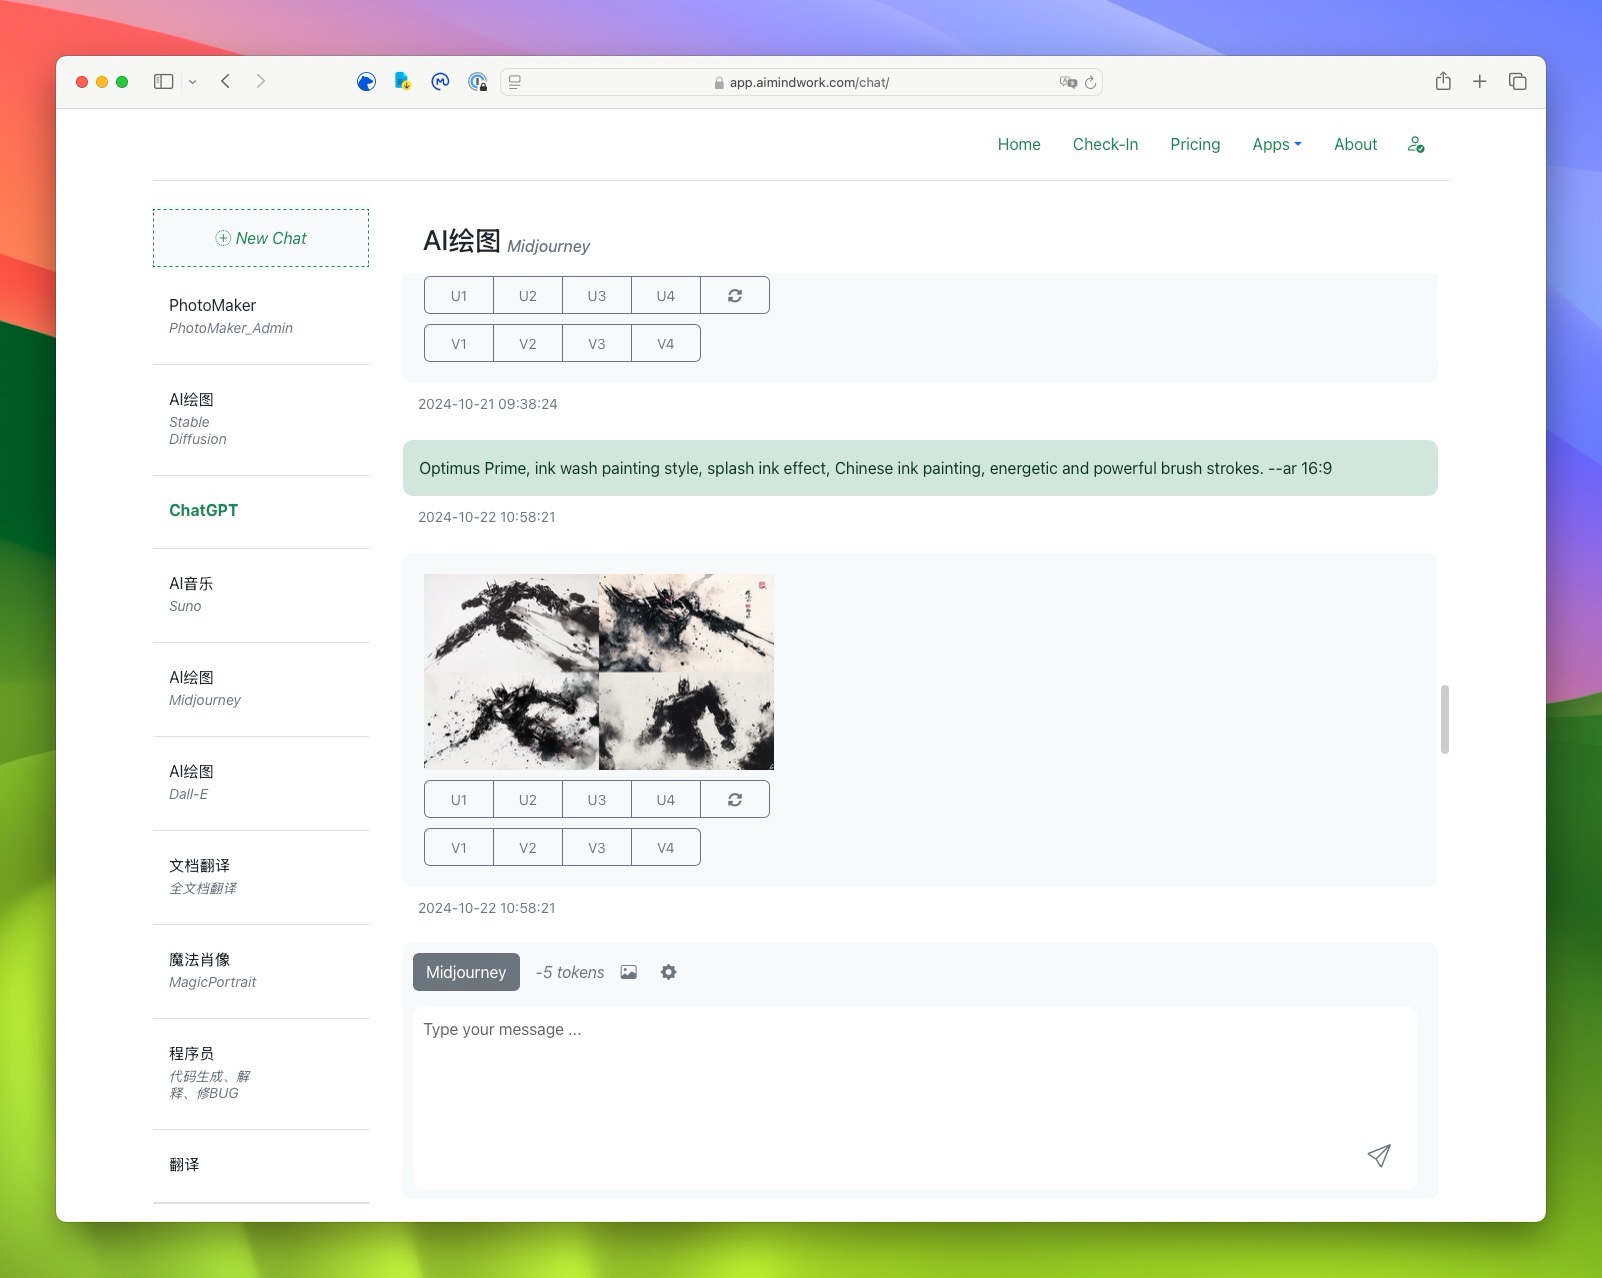 app.aimindwork.com/chat/
Home
Check-In
Pricing
Apps
About
New Chat
PhotoMaker
PhotoMaker_Admin
AI绘图
Stable
Diffusion
ChatGPT
AI音乐
Suno
AI绘图
Midjourney
AI绘图
Dall-E
文档翻译
全文档翻译
魔法肖像
MagicPortrait
程序员
代码生成、解
释、修BUG
翻译
AI绘图 Midjourney
U1 U2 U3 U4
V1 V2 V3 V4
2024-10-21 09:38:24
Optimus Prime, ink wash painting style, splash ink effect, Chinese ink painting, energetic and powerful brush strokes. --ar 16:9
2024-10-22 10:58:21
U1 U2 U3 U4
V1 V2 V3 V4
2024-10-22 10:58:21
Midjourney -5 tokens
Type your message ...